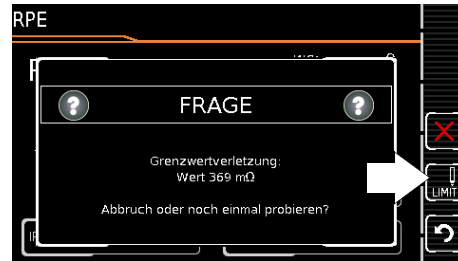 RPE
FRAGE
Grenzwertverletzung:
Wert 369 mΩ
Abbruch oder noch einmal probieren?
LIMIT